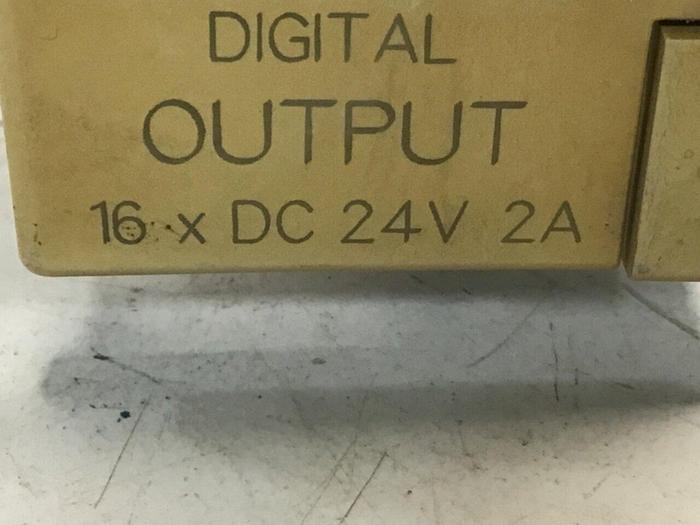 DIGITAL
OUTPUT
16 x DC 24V 2A